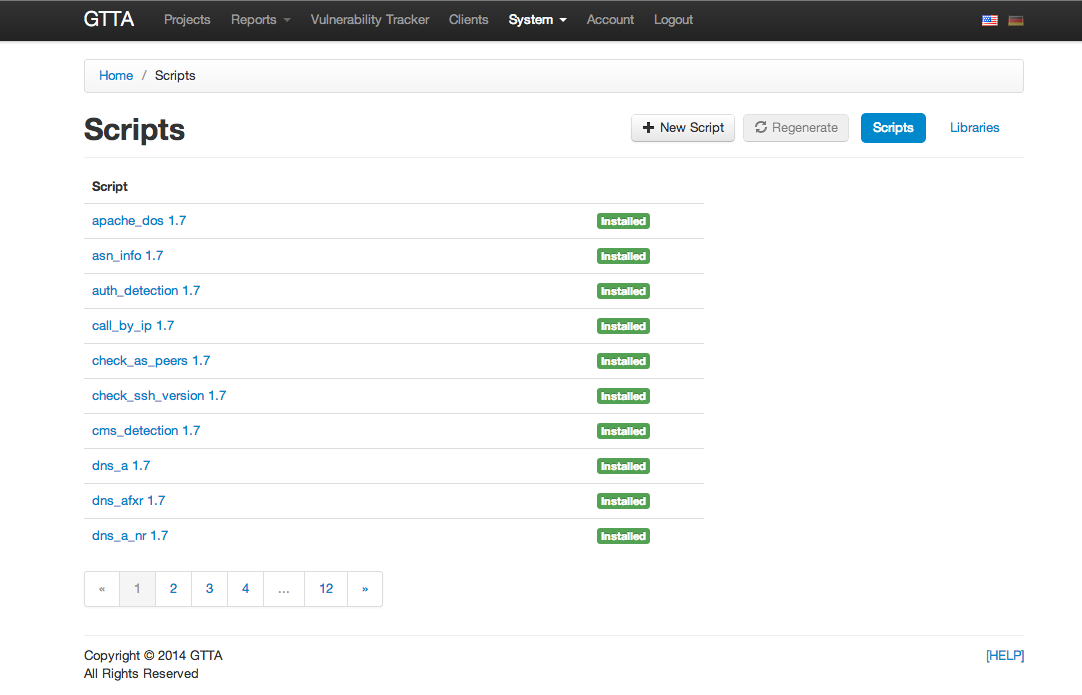 GTTA Projects Reports Vulnerability Tracker Clients System Account Logout
Home / Scripts
Scripts New Script Regenerate Scripts Libraries
Script
apache_dos 1.7 Installed
asn_info 1.7 Installed
auth_detection 1.7 Installed
call_by_ip 1.7 Installed
check_as_peers 1.7 Installed
check_ssh_version 1.7 Installed
cms_detection 1.7 Installed
dns_a 1.7 Installed
dns_afxr 1.7 Installed
dns_a_nr 1.7 Installed
« 1 2 3 4 ... 12 »
Copyright © 2014 GTTA [HELP]
All Rights Reserved